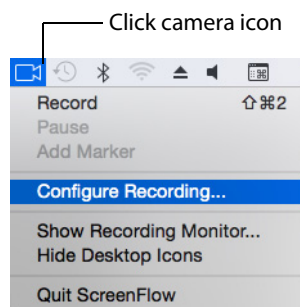 Click camera icon
Record ⇧⌘2
Pause
Add Marker
Configure Recording...
Show Recording Monitor...
Hide Desktop Icons
Quit ScreenFlow